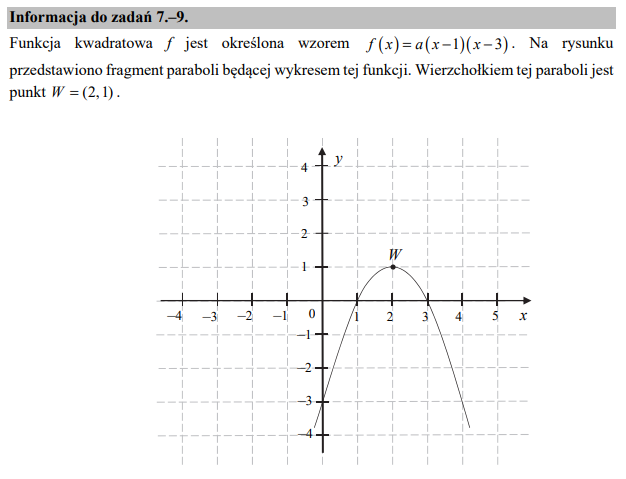 Informacja do zadań 7.–9.
Funkcja kwadratowa f jest określona wzorem f(x)=a(x−1)(x−3). Na rysunku
przedstawiono fragment paraboli będącej wykresem tej funkcji. Wierzchołkiem tej paraboli jest
punkt W = (2,1).
y
4
3
2
W
1
−4 −3 −2 −1 0 1 2 3 4 5 x
−1
−2
−3
−4